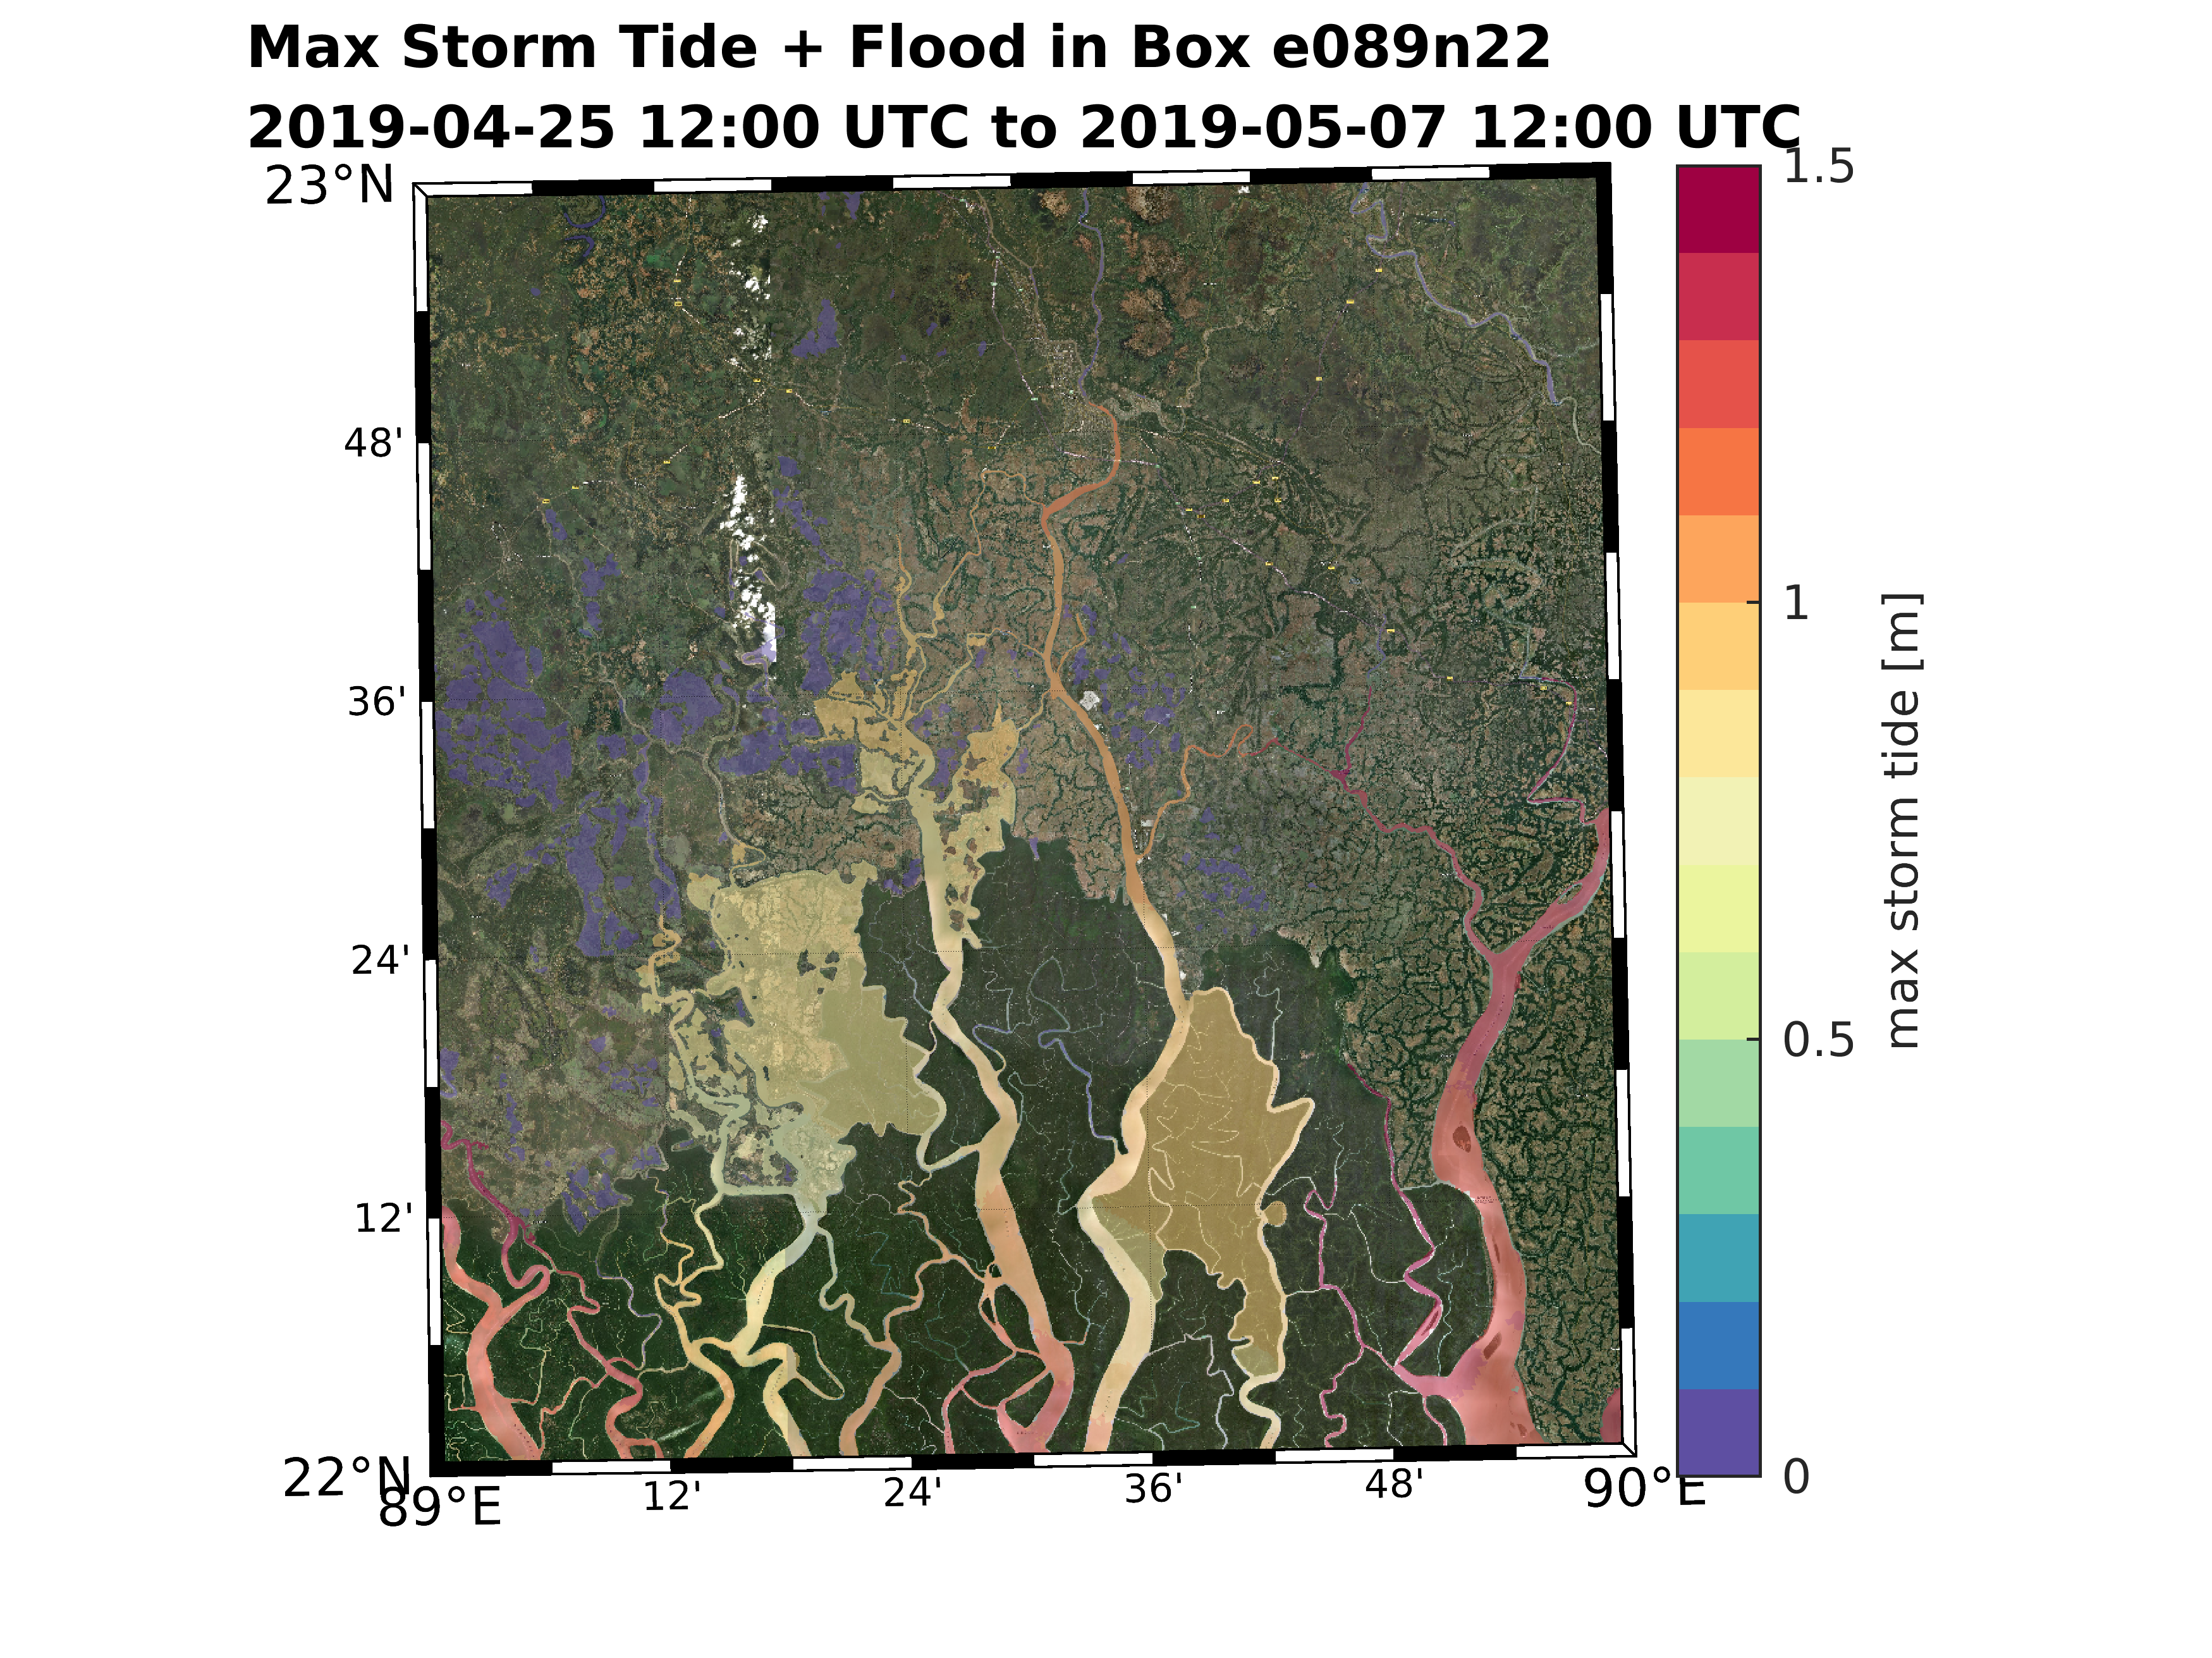 Max Storm Tide + Flood in Box e089n22
2019-04-25 12:00 UTC to 2019-05-07 12:00 UTC
23°N
48'
36'
24'
12'
22°N
89°E
12'
24'
36'
48'
90°E
1.5
1
0.5
0
max storm tide [m]